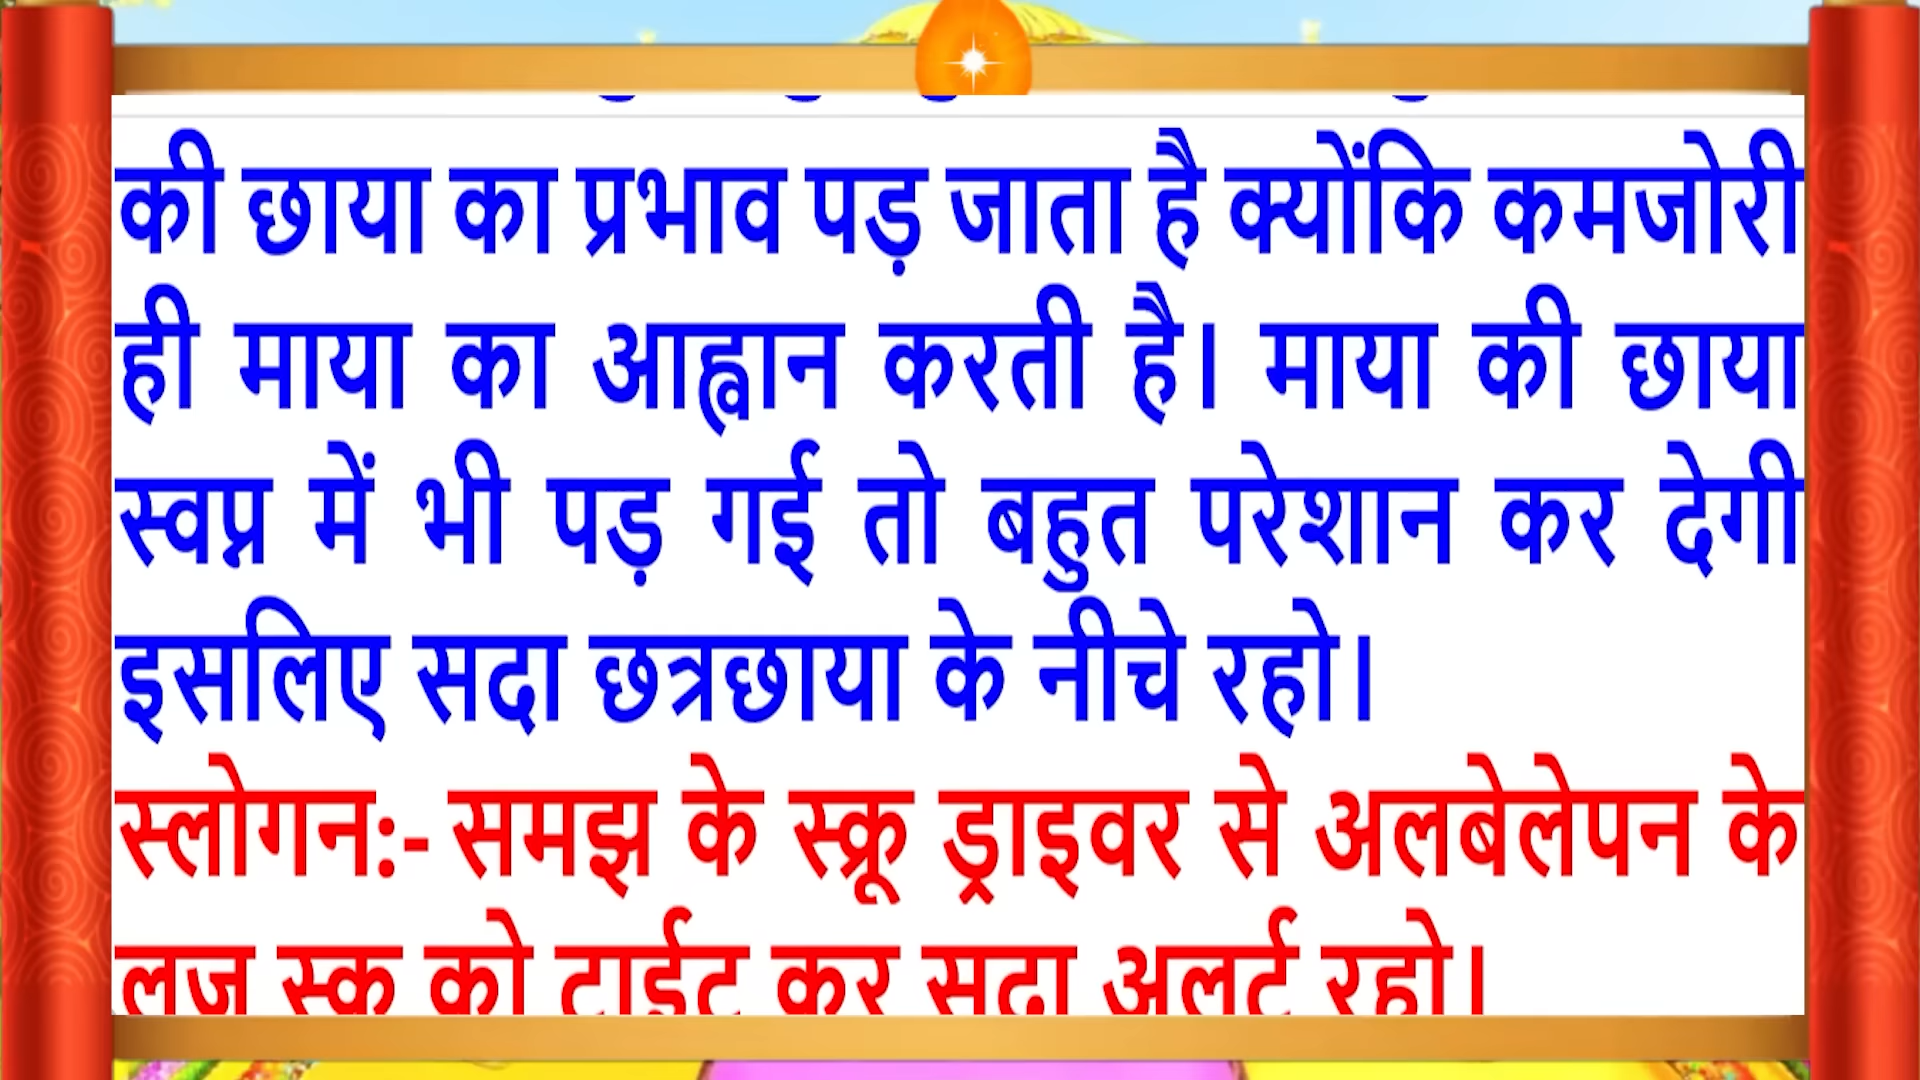 की छाया का प्रभाव पड़ जाता है क्योंकि कमजोरी
ही माया का आह्वान करती है। माया की छाया
स्वप्न में भी पड़ गई तो बहुत परेशान कर देगी
इसलिए सदा छत्रछाया के नीचे रहो।
स्लोगन:- समझ के स्क्रू ड्राइवर से अलबेलेपन के
को टाईट कर सदा अलर्ट रहो।